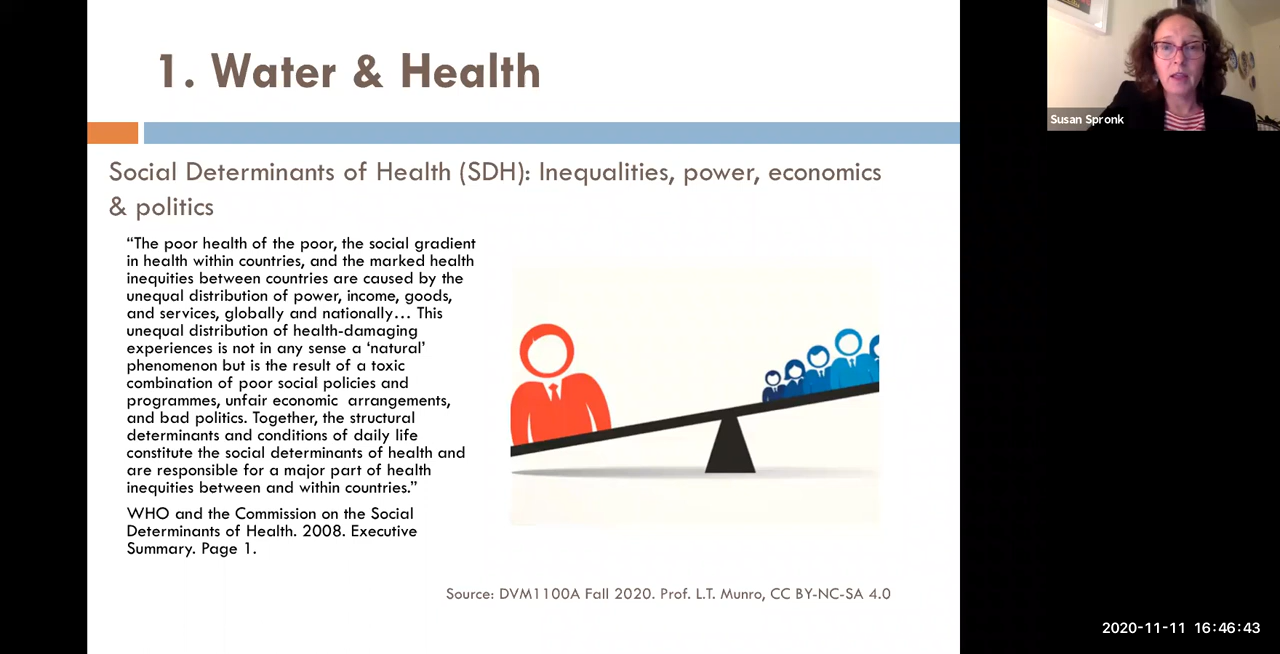 1. Water & Health
Social Determinants of Health (SDH): Inequalities, power, economics
& politics
“The poor health of the poor, the social gradient
in health within countries, and the marked health
inequities between countries are caused by the
unequal distribution of power, income, goods,
and services, globally and nationally… This
unequal distribution of health-damaging
experiences is not in any sense a ‘natural’
phenomenon but is the result of a toxic
combination of poor social policies and
programmes, unfair economic arrangements,
and bad politics. Together, the structural
determinants and conditions of daily life
constitute the social determinants of health and
are responsible for a major part of health
inequities between and within countries.”
WHO and the Commission on the Social
Determinants of Health. 2008. Executive
Summary. Page 1.
Source: DVM1100A Fall 2020. Prof. L.T. Munro, CC BY-NC-SA 4.0
Susan Spronk
2020-11-11 16:46:43